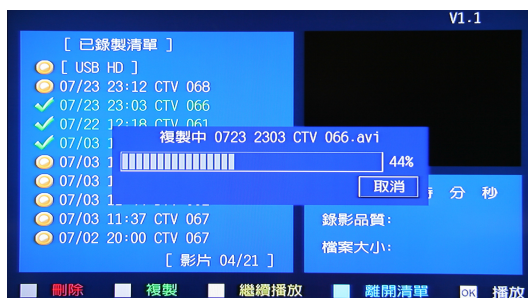 V1.1
[ 已錄製清單 ]
[ USB HD ]
07/23 23:12 CTV 068
07/23 23:03 CTV 066
07/22 12:18 CTV 061
07/03 1
複製中 0723 2303 CTV 066.avi
07/03 1
44%
07/03 1
取消
07/03
分 秒
07/03 11:37 CTV 067
錄影品質:
07/02 20:00 CTV 067
檔案大小:
[ 影片 04/21 ]
刪除 複製 繼續播放 離開清單 OK 播放